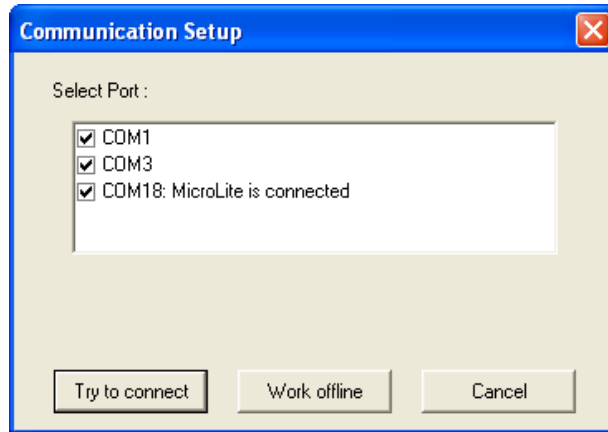 Communication Setup
Select Port :
COM1
COM3
COM18: MicroLite is connected
Try to connect
Work offline
Cancel